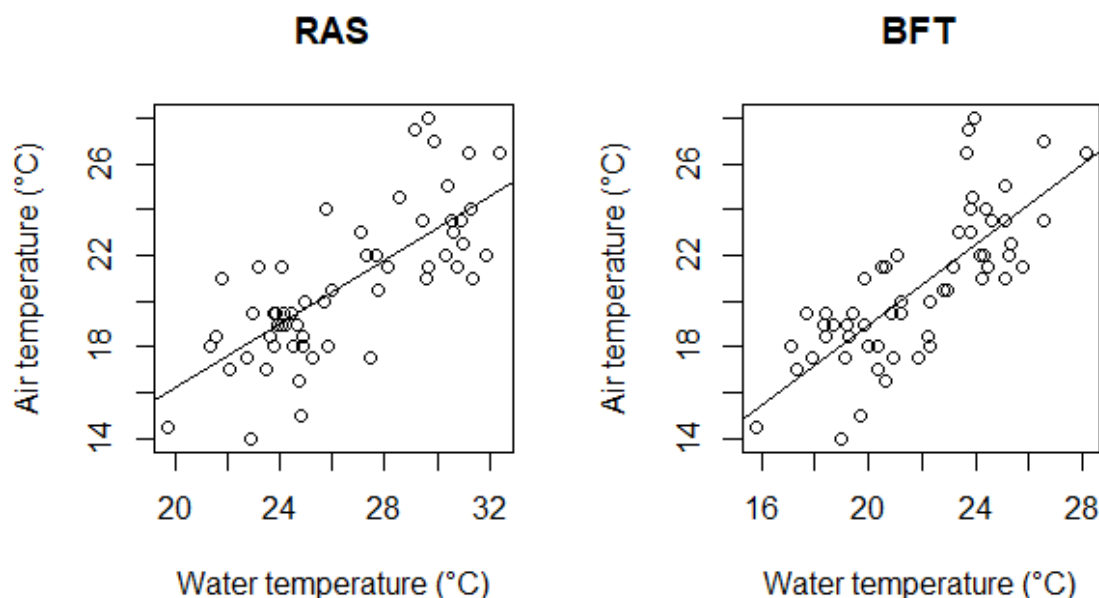 RAS
Air temperature (°C)
26
22
18
14
20
24
28
32
Water temperature (°C)
BFT
Air temperature (°C)
26
22
18
14
16
20
24
28
Water temperature (°C)